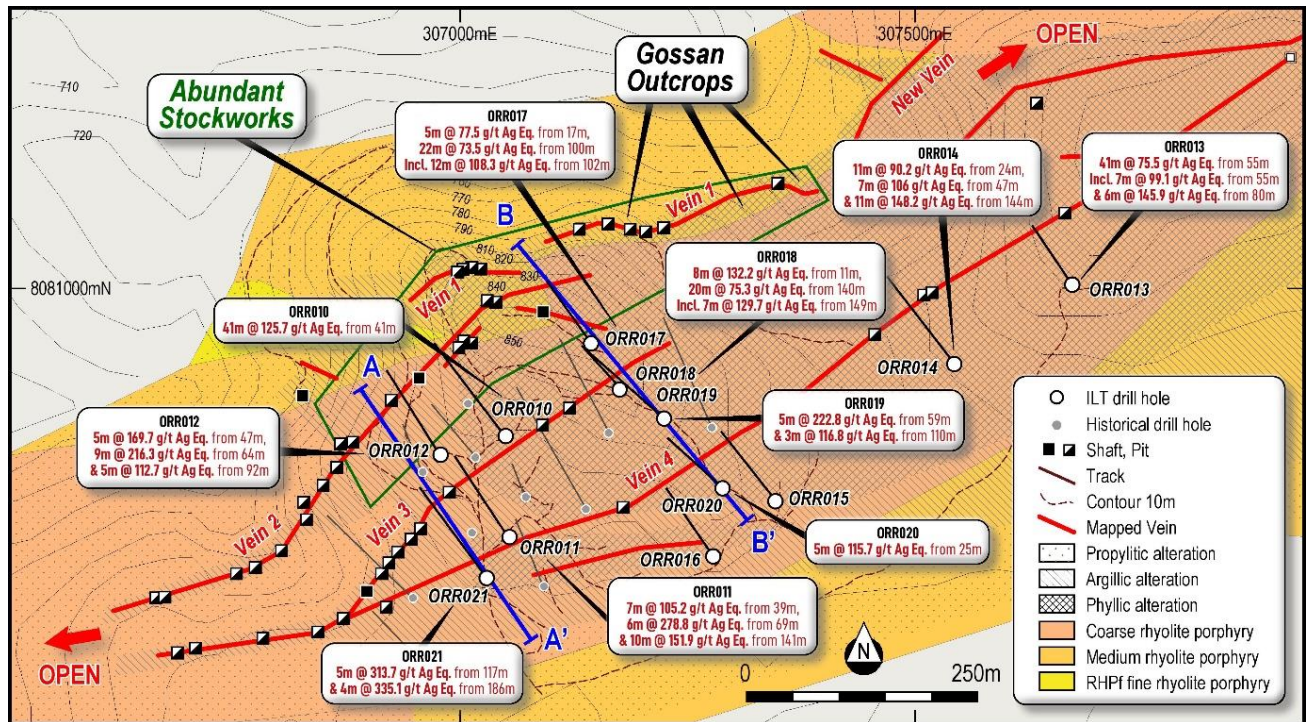 307000mE
307500mE
OPEN
Gossan
Outcrops
New Vein
Abundant
Stockworks
710
720
ORR017
5m @ 77.5 g/t Ag Eq. from 17m,
22m @ 73.5 g/t Ag Eq. from 100m
Incl. 12m @ 108.3 g/t Ag Eq. from 102m
ORR014
11m @ 90.2 g/t Ag Eq. from 24m,
7m @ 106 g/t Ag Eq. from 47m
& 11m @ 148.2 g/t Ag Eq. from 144m
ORR013
41m @ 75.5 g/t Ag Eq. from 55m
Incl. 7m @ 99.1 g/t Ag Eq. from 55m
& 6m @ 145.9 g/t Ag Eq. from 80m
770
780
790
810
820
830
840
850
Vein 1
B
Vein 1
8081000mN
ORR018
8m @ 132.2 g/t Ag Eq. from 11m,
20m @ 75.3 g/t Ag Eq. from 140m
Incl. 7m @ 129.7 g/t Ag Eq. from 149m
ORR010
41m @ 125.7 g/t Ag Eq. from 41m
ORR013
ORR017
ORR014
A
ORR018
ORR019
ORR010
ORR012
5m @ 169.7 g/t Ag Eq. from 47m,
9m @ 216.3 g/t Ag Eq. from 64m
& 5m @ 112.7 g/t Ag Eq. from 92m
ORR012
ORR019
5m @ 222.8 g/t Ag Eq. from 59m
& 3m @ 116.8 g/t Ag Eq. from 110m
Vein 4
ORR020
ORR015
Vein 2
Vein 3
B'
ORR011
ORR016
ORR020
5m @ 115.7 g/t Ag Eq. from 25m
ORR021
A'
ORR011
7m @ 105.2 g/t Ag Eq. from 39m,
6m @ 278.8 g/t Ag Eq. from 69m
& 10m @ 151.9 g/t Ag Eq. from 141m
OPEN
ORR021
5m @ 313.7 g/t Ag Eq. from 117m
& 4m @ 335.1 g/t Ag Eq. from 186m
N
0
250m
ILT drill hole
Historical drill hole
Shaft, Pit
Track
Contour 10m
Mapped Vein
Propylitic alteration
Argillic alteration
Phyllic alteration
Coarse rhyolite porphyry
Medium rhyolite porphyry
RHPf fine rhyolite porphyry